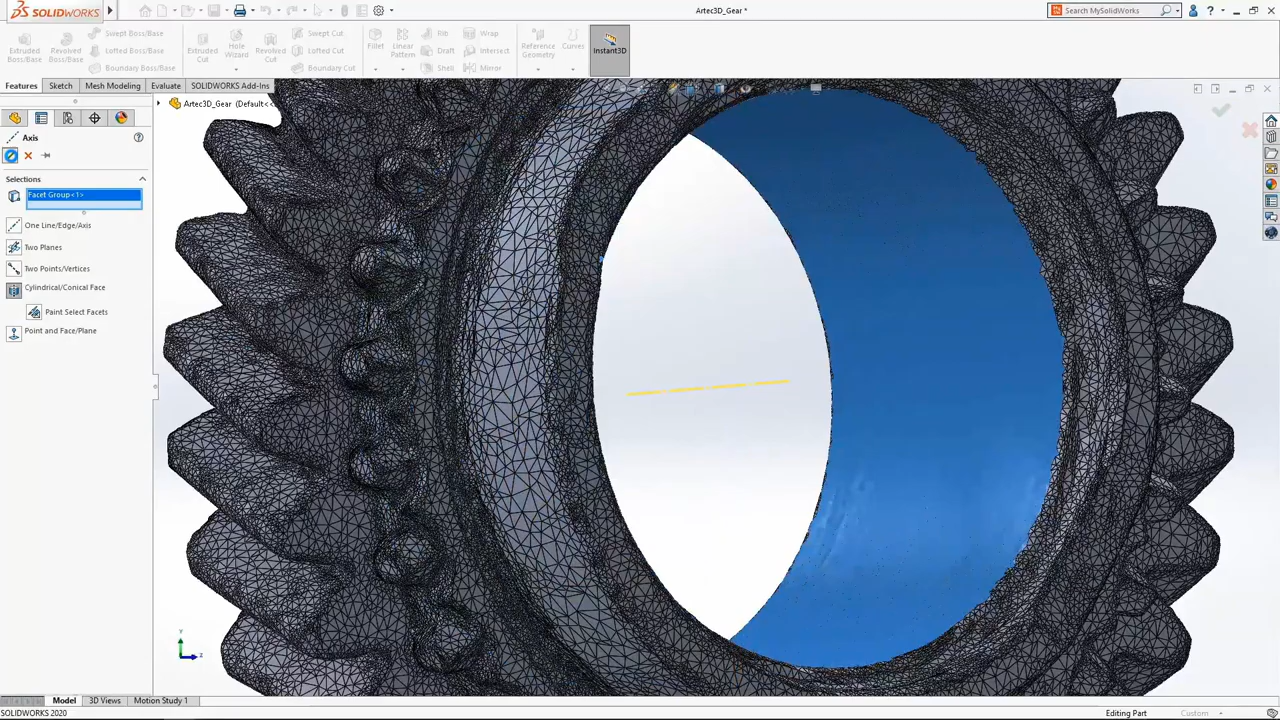 SOLIDWORKS
Artec3D_Gear *
Search MySolidWorks
Extruded Boss/Base
Revolved Boss/Base
Swept Boss/Base
Lofted Boss/Base
Boundary Boss/Base
Extruded Cut
Hole Wizard
Revolved Cut
Swept Cut
Lofted Cut
Boundary Cut
Fillet
Linear Pattern
Rib
Draft
Shell
Wrap
Intersect
Mirror
Reference Geometry
Curves
Instant3D
Features
Sketch
Mesh Modeling
Evaluate
SOLIDWORKS Add-Ins
Artec3D_Gear (Default<<
Axis
Selections
Facet Group<1>
One Line/Edge/Axis
Two Planes
Two Points/Vertices
Cylindrical/Conical Face
Paint Select Facets
Point and Face/Plane
Y
Z
Model
3D Views
Motion Study 1
SOLIDWORKS 2020
Editing Part
Custom